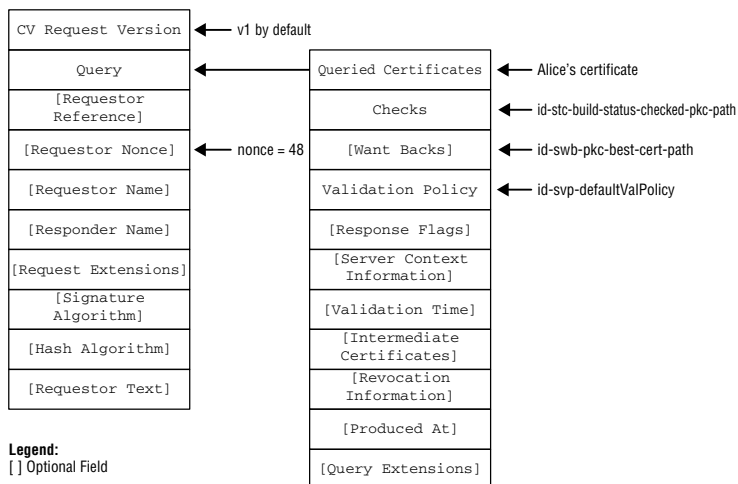 CV Request Version
v1 by default
Query
[Requestor
Reference]
[Requestor Nonce]
nonce = 48
[Requestor Name]
[Responder Name]
[Request Extensions]
[Signature
Algorithm]
[Hash Algorithm]
[Requestor Text]
Queried Certificates
Alice's certificate
Checks
id-stc-build-status-checked-pkc-path
[Want Backs]
id-swb-pkc-best-cert-path
Validation Policy
id-svp-defaultValPolicy
[Response Flags]
[Server Context
Information]
[Validation Time]
[Intermediate
Certificates]
[Revocation
Information]
[Produced At]
[Query Extensions]
Legend:
[ ] Optional Field